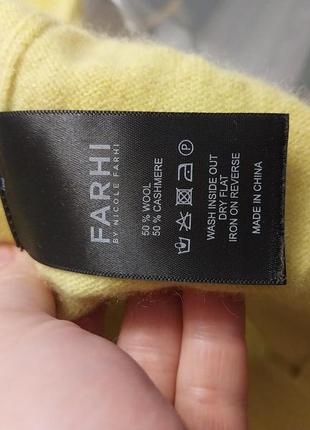 FARHI
BY NICOLE FARHI
50 % WOOL
50 % CASHMERE
P
WASH INSIDE OUT
DRY FLAT
IRON ON REVERSE
MADE IN CHINA